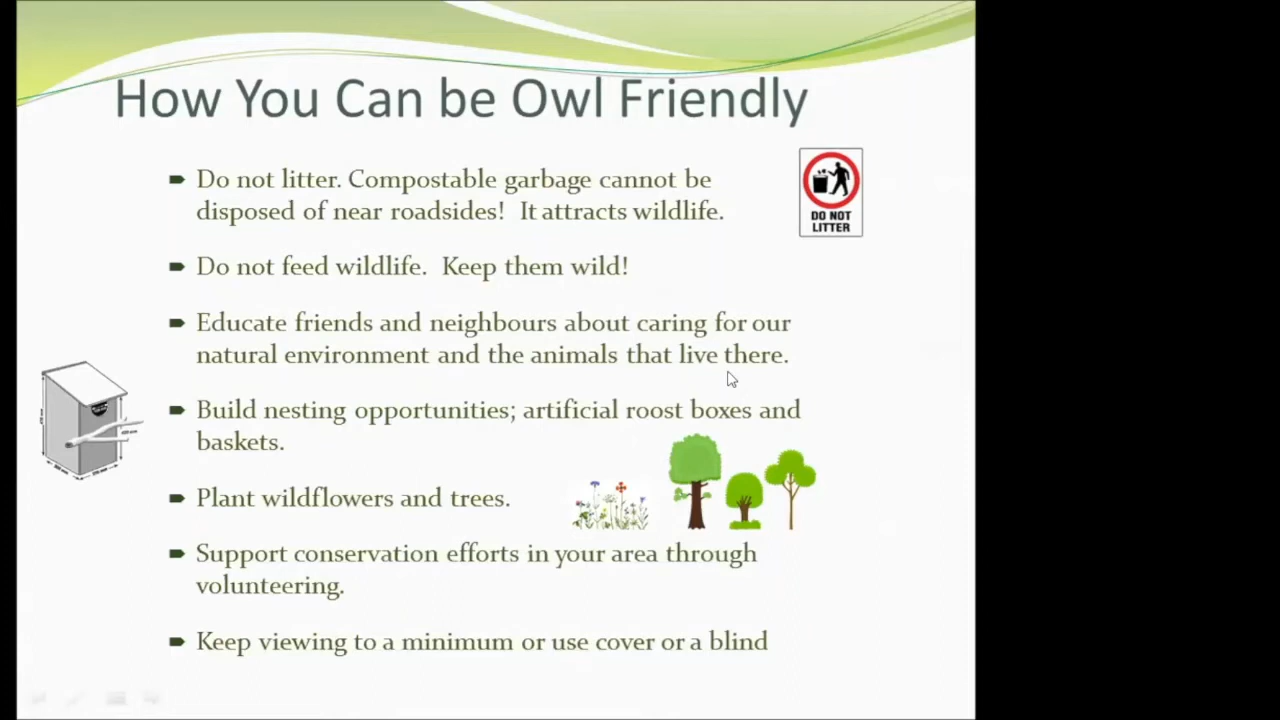 How You Can be Owl Friendly
Do not litter. Compostable garbage cannot be
disposed of near roadsides!  It attracts wildlife.
DO NOT
LITTER
Do not feed wildlife.  Keep them wild!
Educate friends and neighbours about caring for our
natural environment and the animals that live there.
Build nesting opportunities; artificial roost boxes and
baskets.
Plant wildflowers and trees.
Support conservation efforts in your area through
volunteering.
Keep viewing to a minimum or use cover or a blind